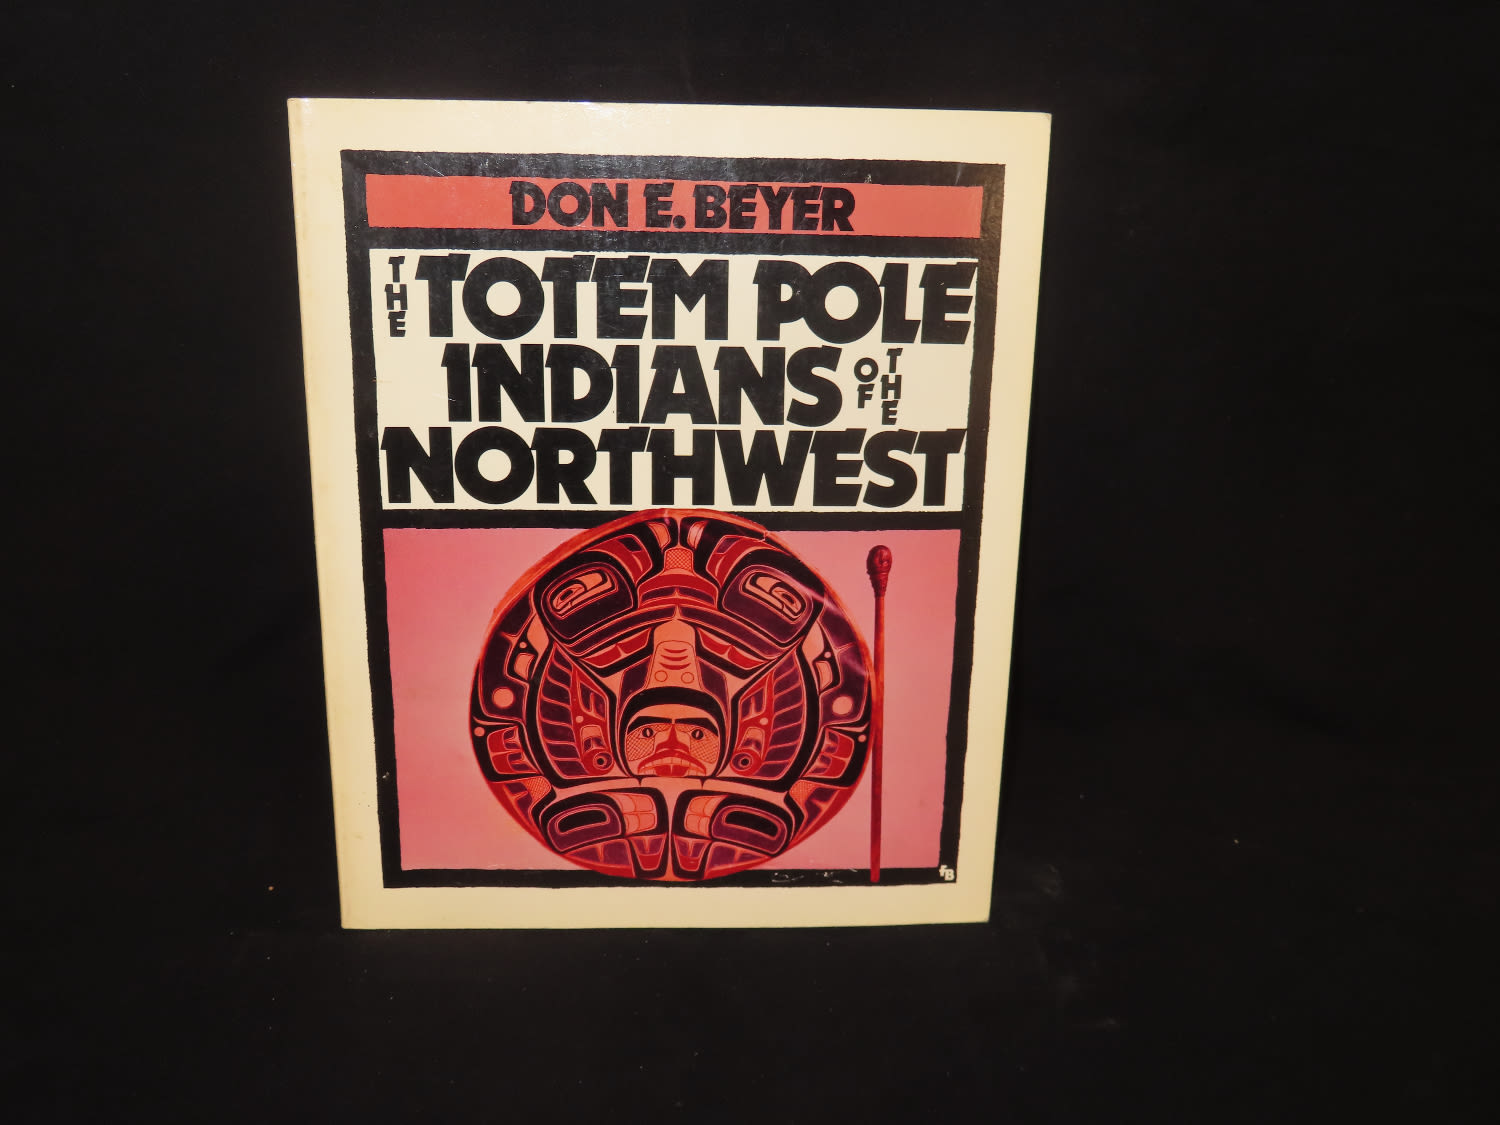 DON E. BEYER
THE TOTEM POLE
INDIANS OF THE
NORTHWEST
fB